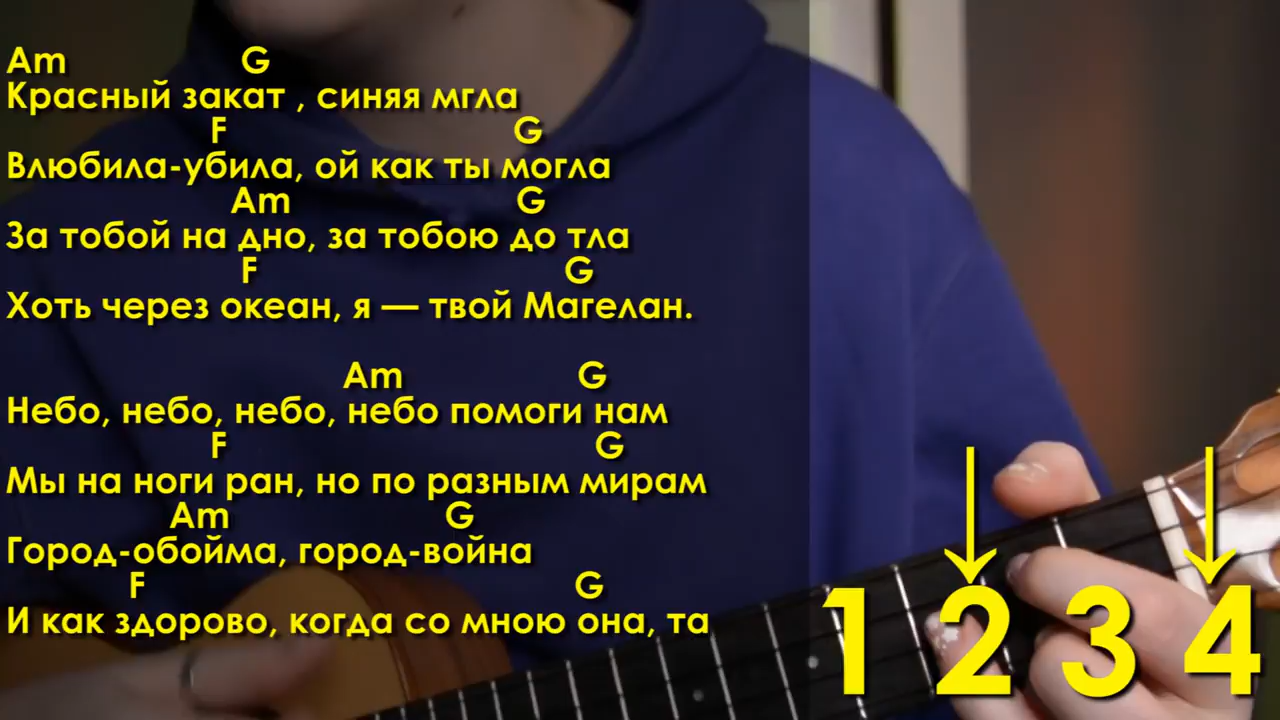 Am G
Красный закат , синяя мгла
F G
Влюбила-убила, ой как ты могла
Am G
За тобой на дно, за тобою до тла
F G
Хоть через океан, я — твой Магелан.
Am G
Небо, небо, небо, небо помоги нам
F G
Мы на ноги ран, но по разным мирам
Am G
Город-обойма, город-война
F G
И как здорово, когда со мною она, та
1 2 3 4